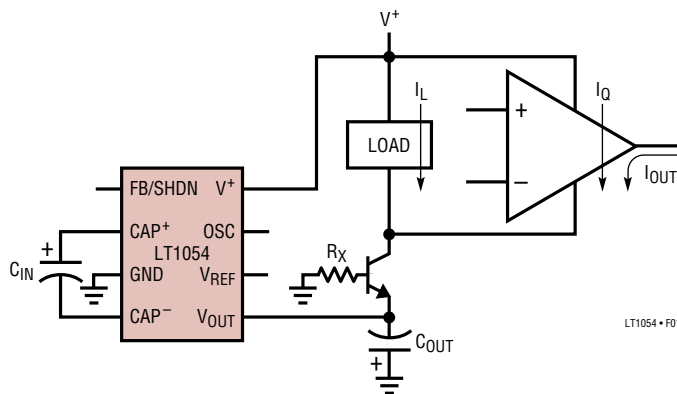 V+
IL
IQ
+
LOAD
−
IOUT
FB/SHDN V+
CAP+ OSC
LT1054
CIN
+
GND VREF
CAP− VOUT
RX
COUT
+
LT1054 • F0